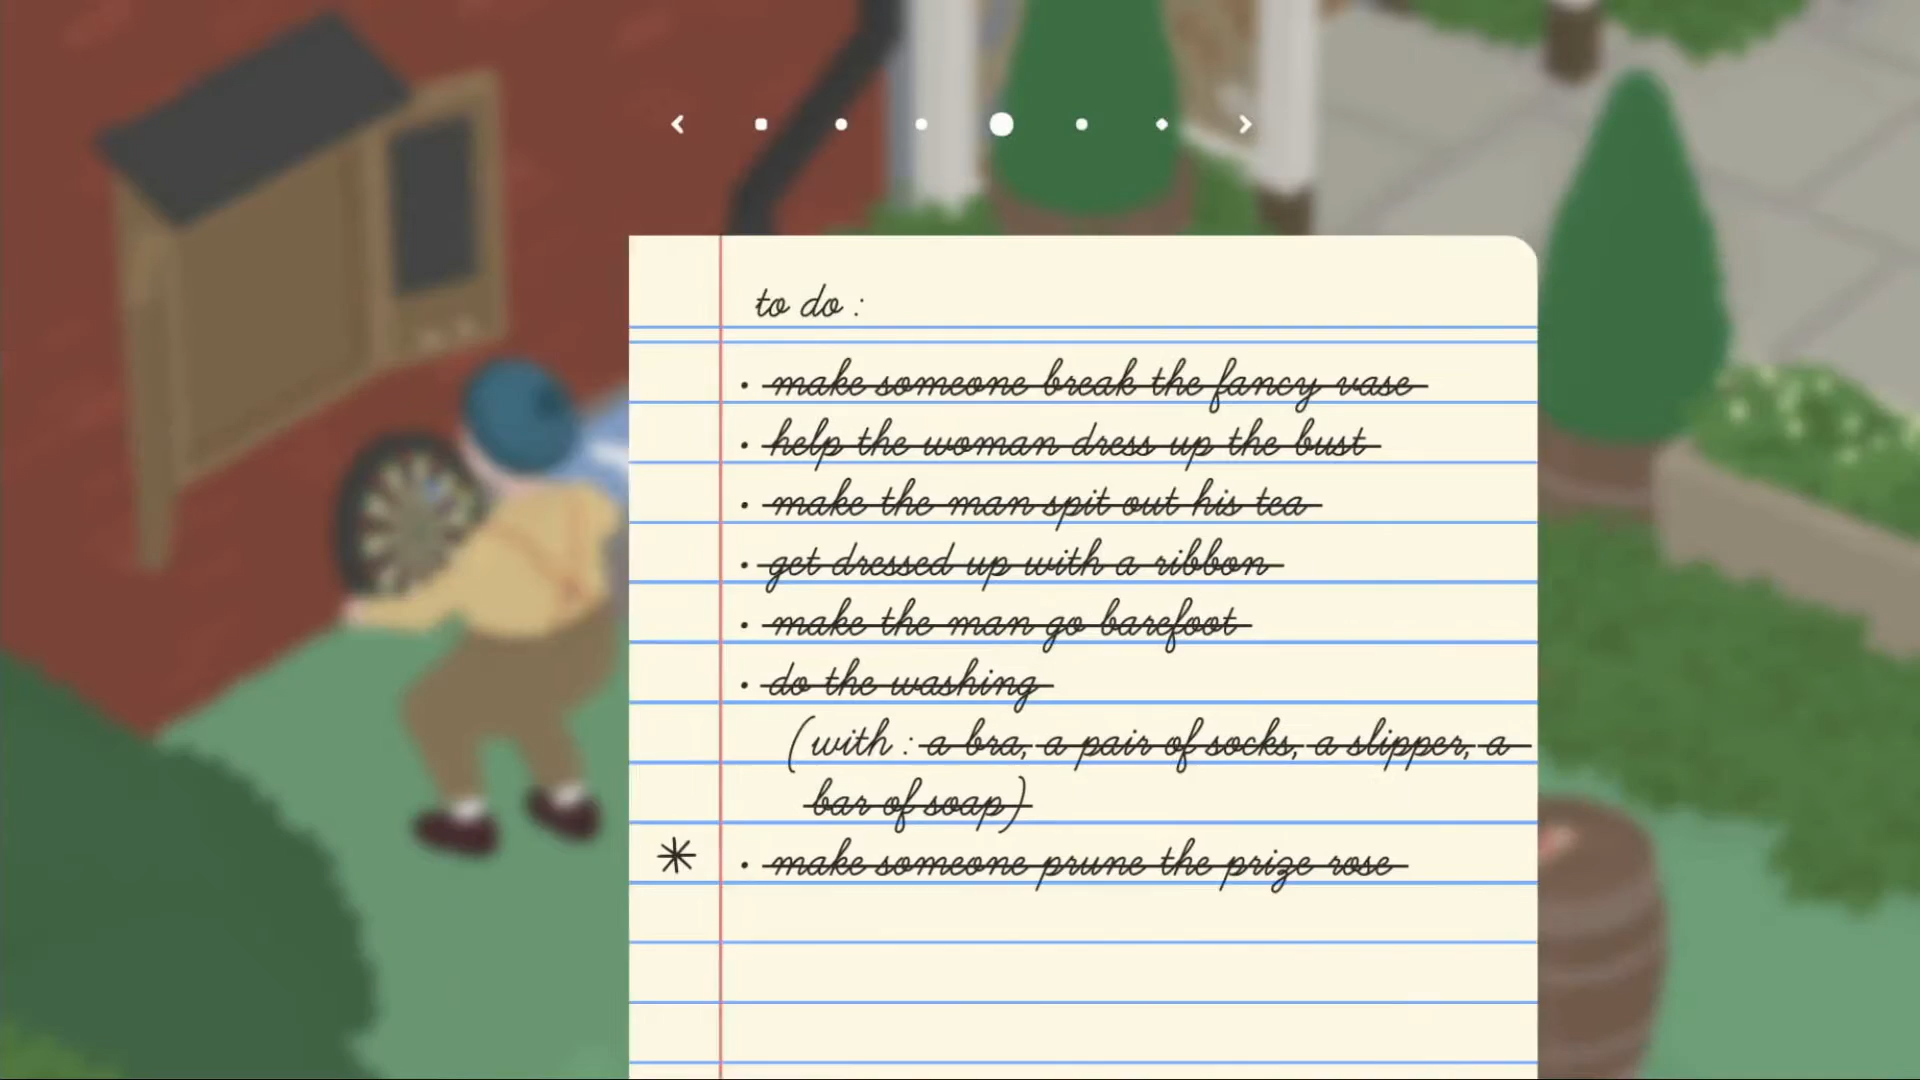 to do :
• make someone break the fancy vase
• help the woman dress up the bust
• make the man spit out his tea
• get dressed up with a ribbon
• make the man go barefoot
• do the washing
(with : a bra, a pair of socks, a slipper, a
bar of soap)
• make someone prune the prize rose